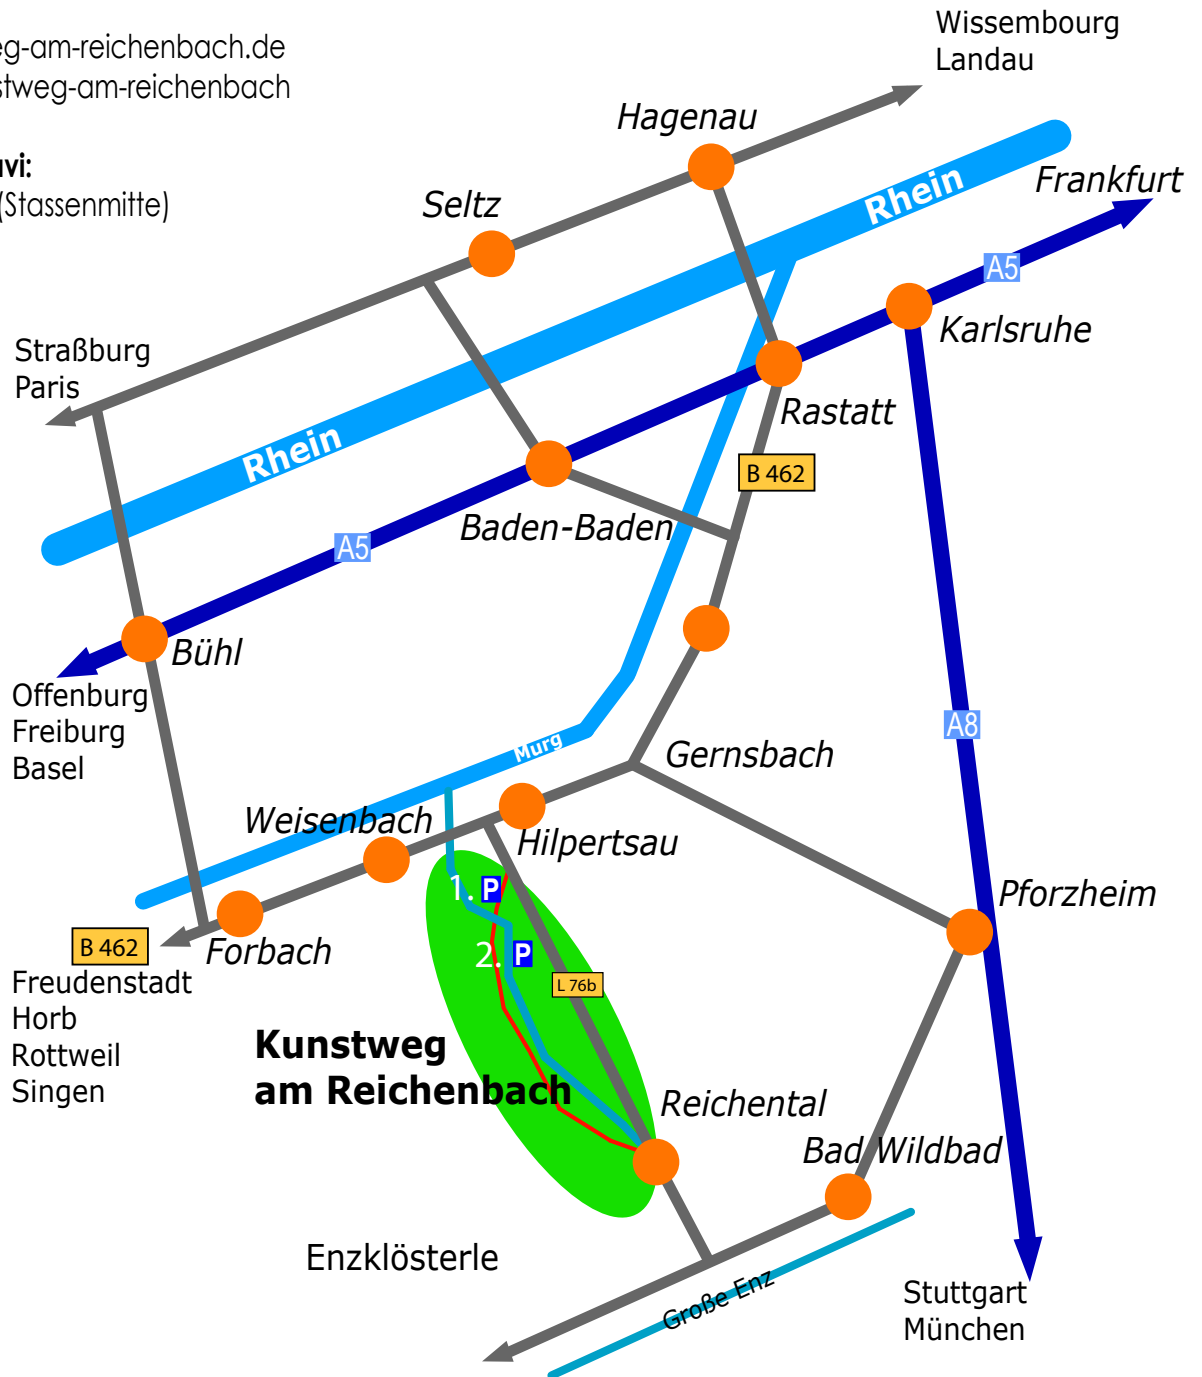 eg-am-reichenbach.de
stweg-am-reichenbach
avi:
(Stassenmitte)
Wissembourg
Landau
Hagenau
Rhein
Frankfurt
Seltz
A5
Karlsruhe
Straßburg
Paris
Rastatt
Rhein
B 462
Baden-Baden
A5
Bühl
Offenburg
Freiburg
Basel
A8
Murg
Gernsbach
Weisenbach
Hilpertsau
1. P
Pforzheim
B 462
Forbach
2. P
L 76b
Freudenstadt
Horb
Rottweil
Singen
Kunstweg
am Reichenbach
Reichental
Bad Wildbad
Enzklösterle
Große Enz
Stuttgart
München